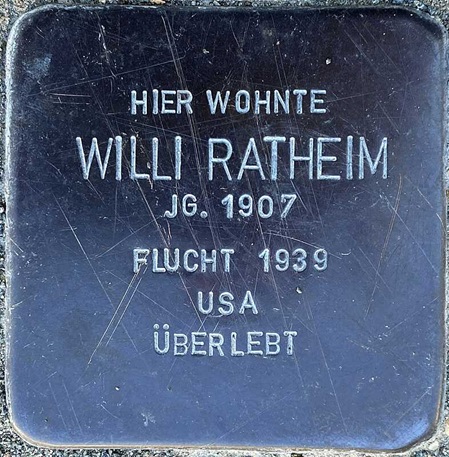 HIER WOHNTE
WILLI RATHEIM
JG. 1907
FLUCHT 1939
USA
ÜBERLEBT